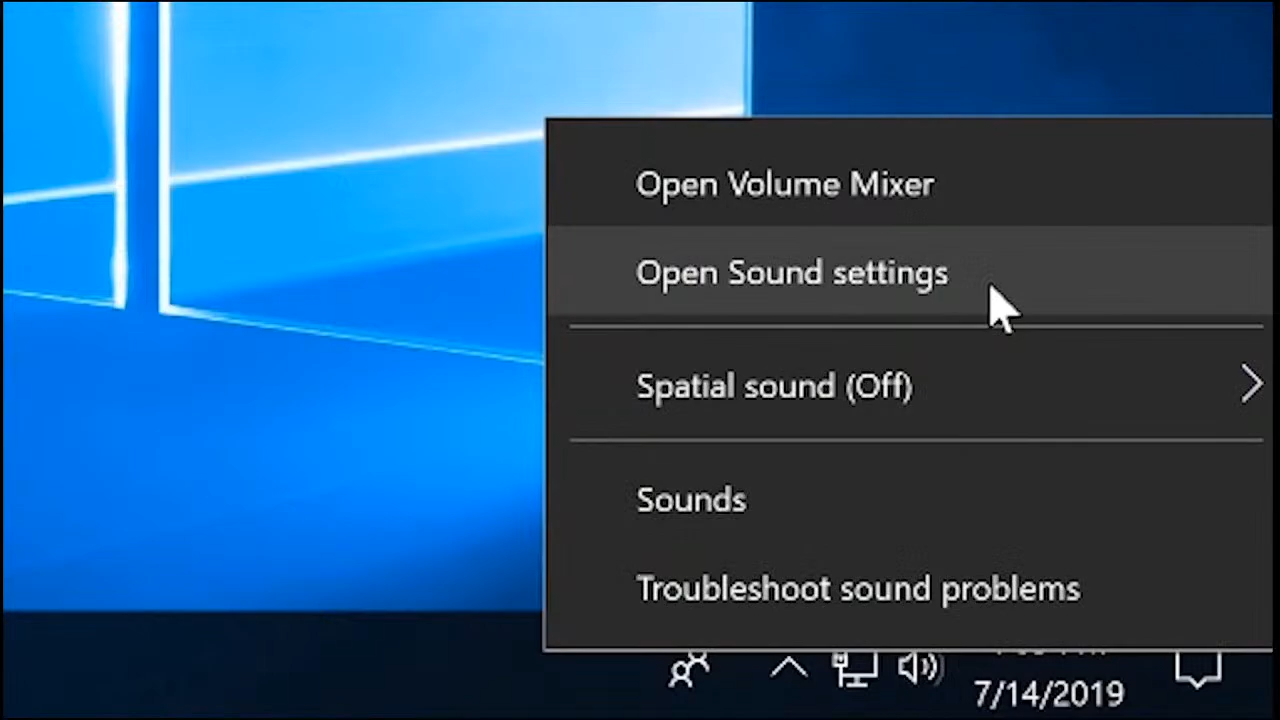 Open Volume Mixer
Open Sound settings
Spatial sound (Off)
Sounds
Troubleshoot sound problems
7/14/2019